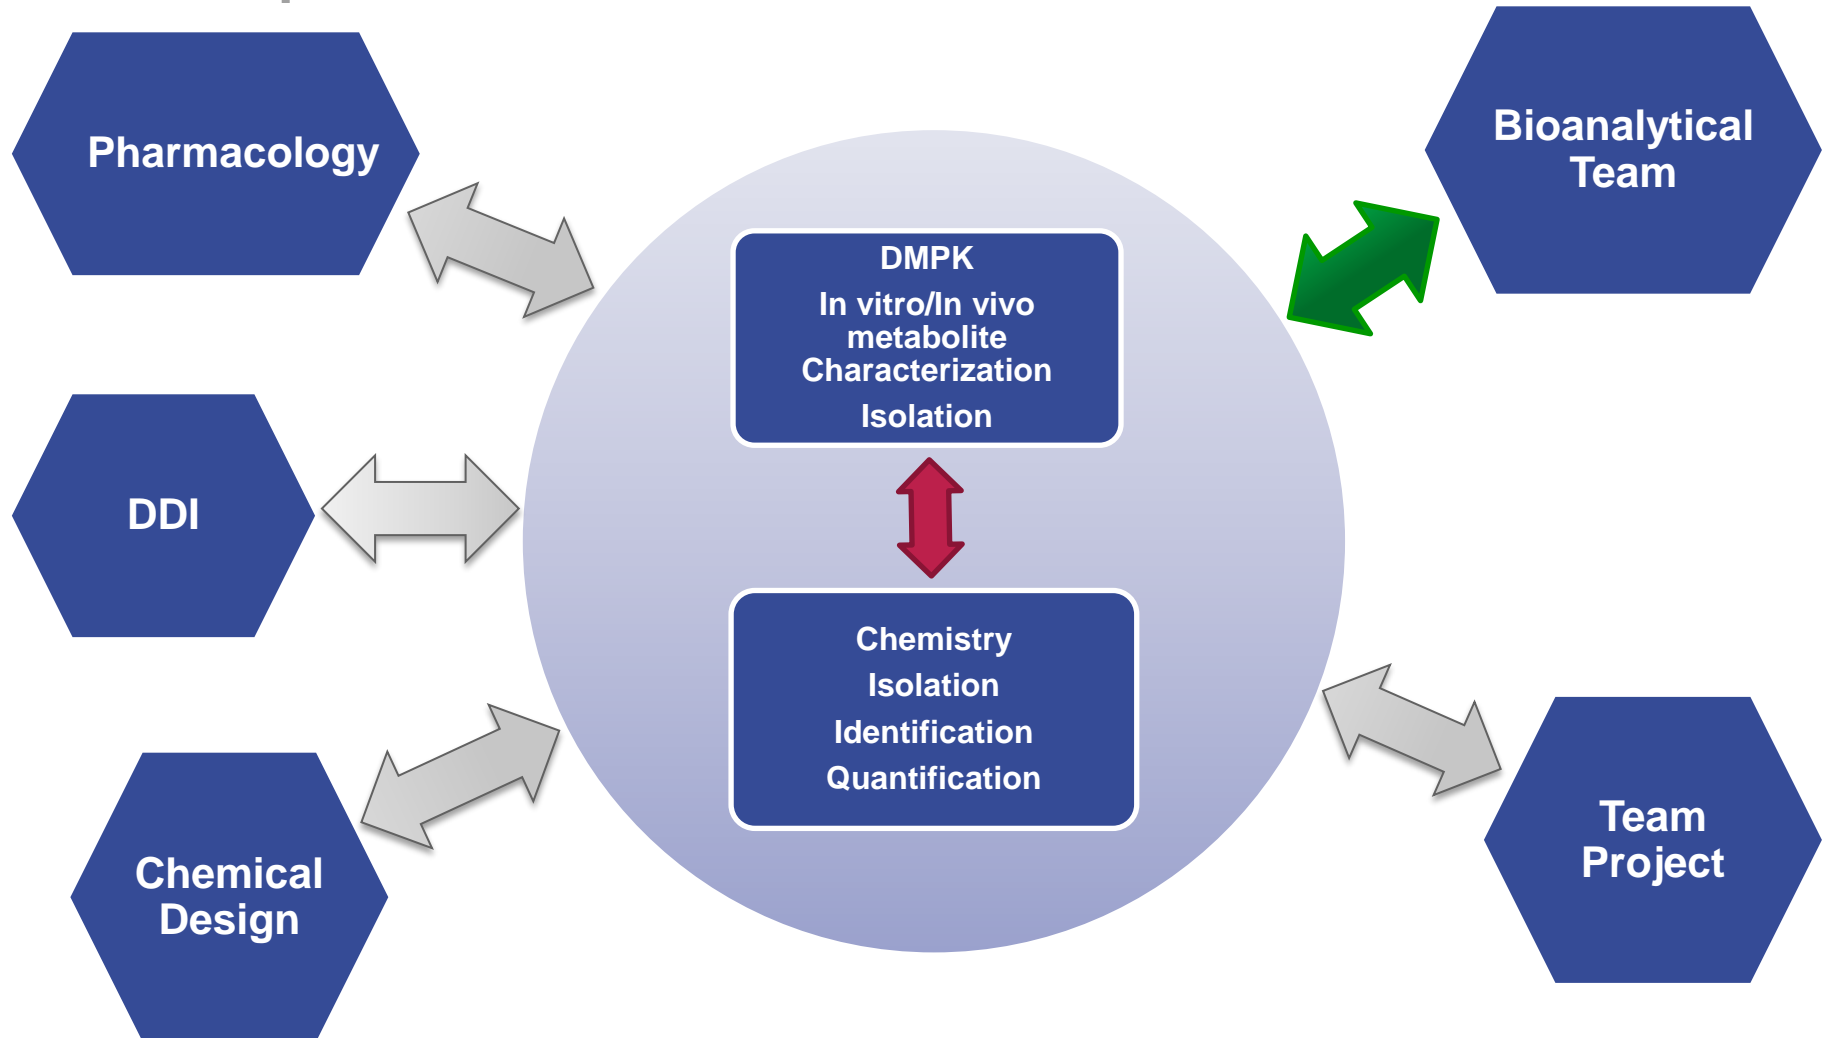 Pharmacology
Bioanalytical
Team
DMPK
In vitro/In vivo
metabolite
Characterization
Isolation
DDI
Chemistry
Isolation
Identification
Quantification
Chemical
Design
Team
Project